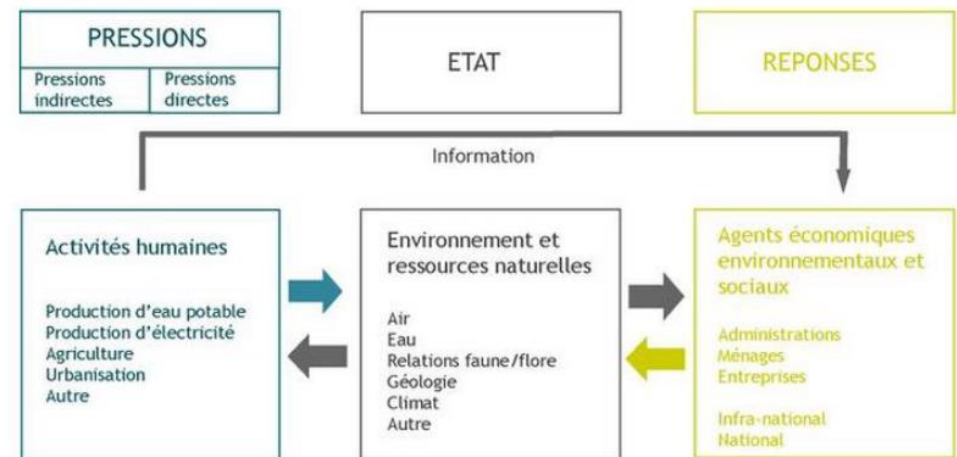 PRESSIONS
Pressions indirectes
Pressions directes
ETAT
REPONSES
Information
Activités humaines
Production d'eau potable
Production d'électricité
Agriculture
Urbanisation
Autre
Environnement et
ressources naturelles
Air
Eau
Relations faune/flore
Géologie
Climat
Autre
Agents économiques
environnementaux et
sociaux
Administrations
Ménages
Entreprises
Infra-national
National